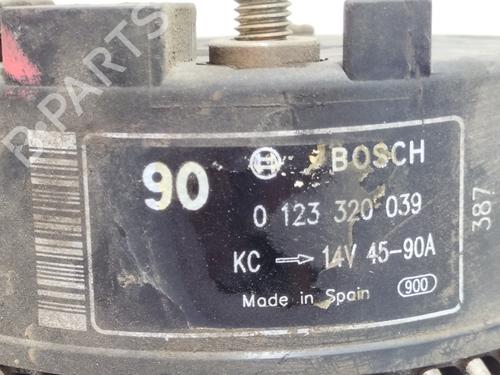 90
BOSCH
0 123 320 039
KC → 14V 45-90A
Made in Spain
900
387
B-PARTS